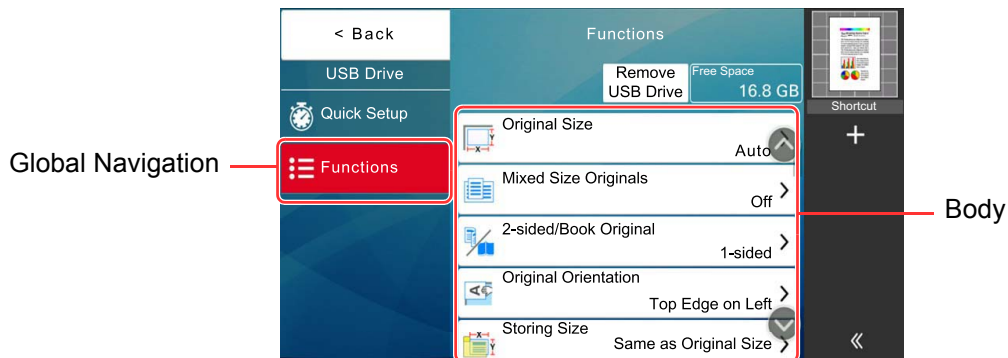 < Back
Functions
USB Drive
Remove
USB Drive
Free Space
16.8 GB
Shortcut
Quick Setup
Functions
Global Navigation
Original Size
Auto
Mixed Size Originals
Off
2-sided/Book Original
1-sided
Original Orientation
Top Edge on Left
Storing Size
Same as Original Size
Body